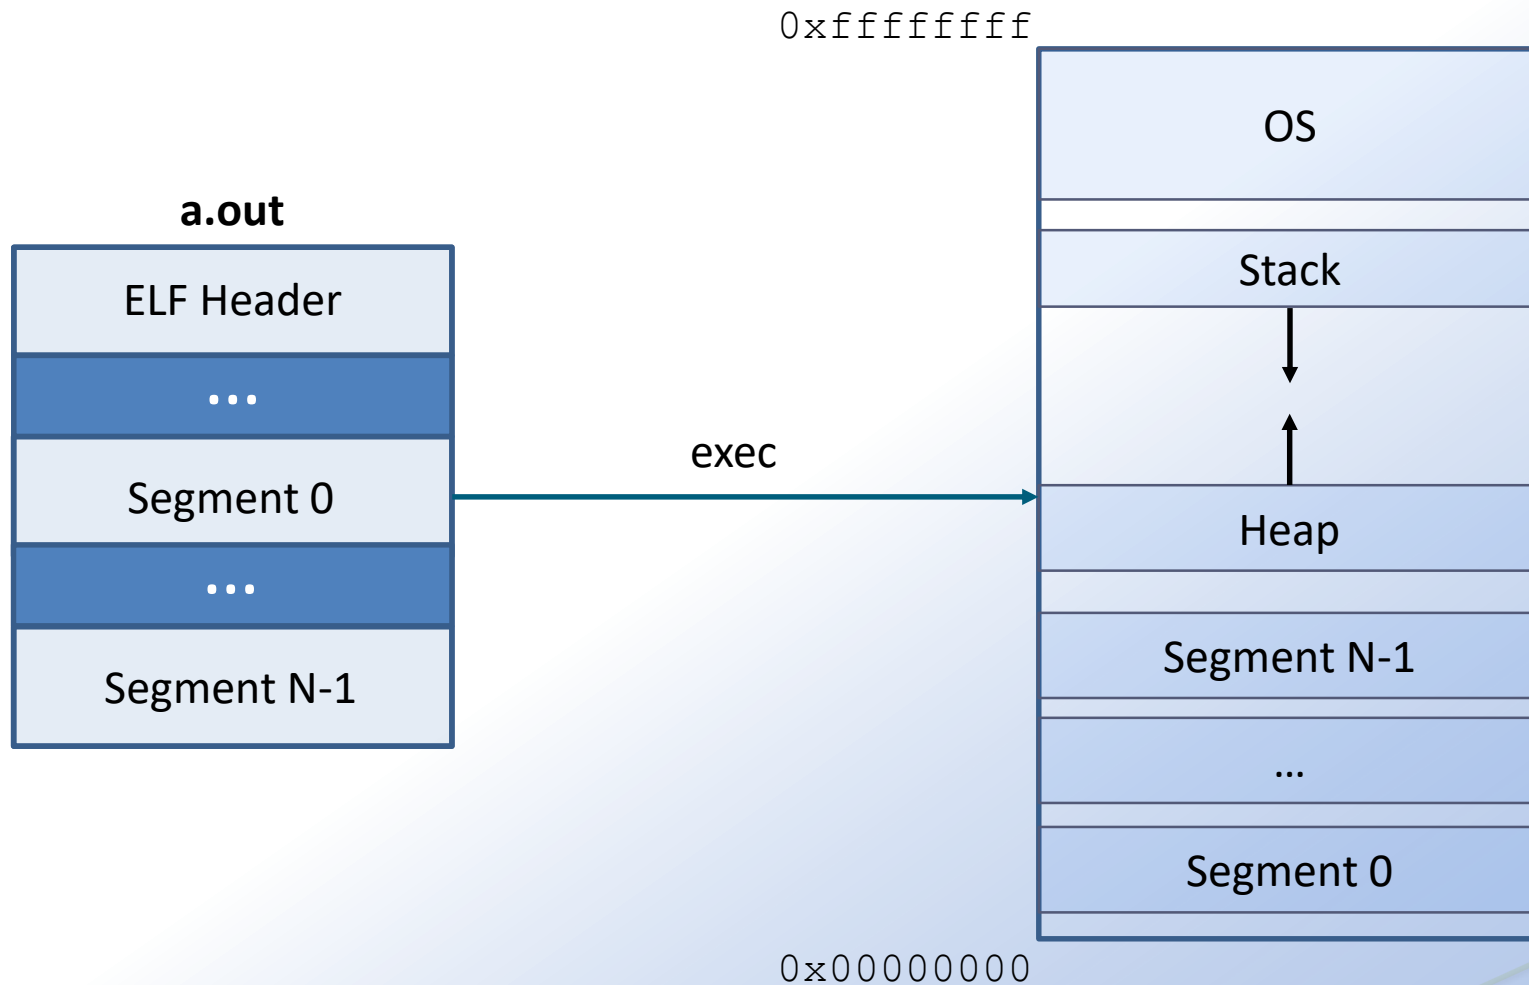 0xffffffff
OS
a.out
Stack
ELF Header
...
exec
Segment 0
Heap
...
Segment N-1
Segment N-1
...
Segment 0
0x00000000